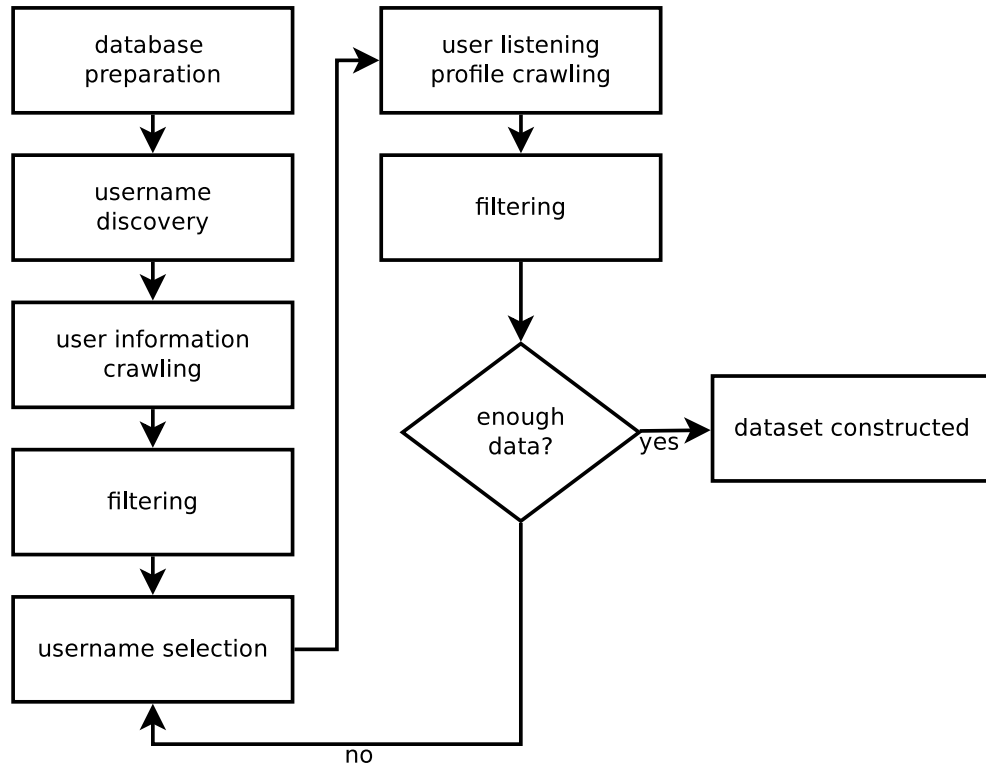 database
preparation
username
discovery
user information
crawling
filtering
username selection
user listening
profile crawling
filtering
enough
data?
yes
dataset constructed
no